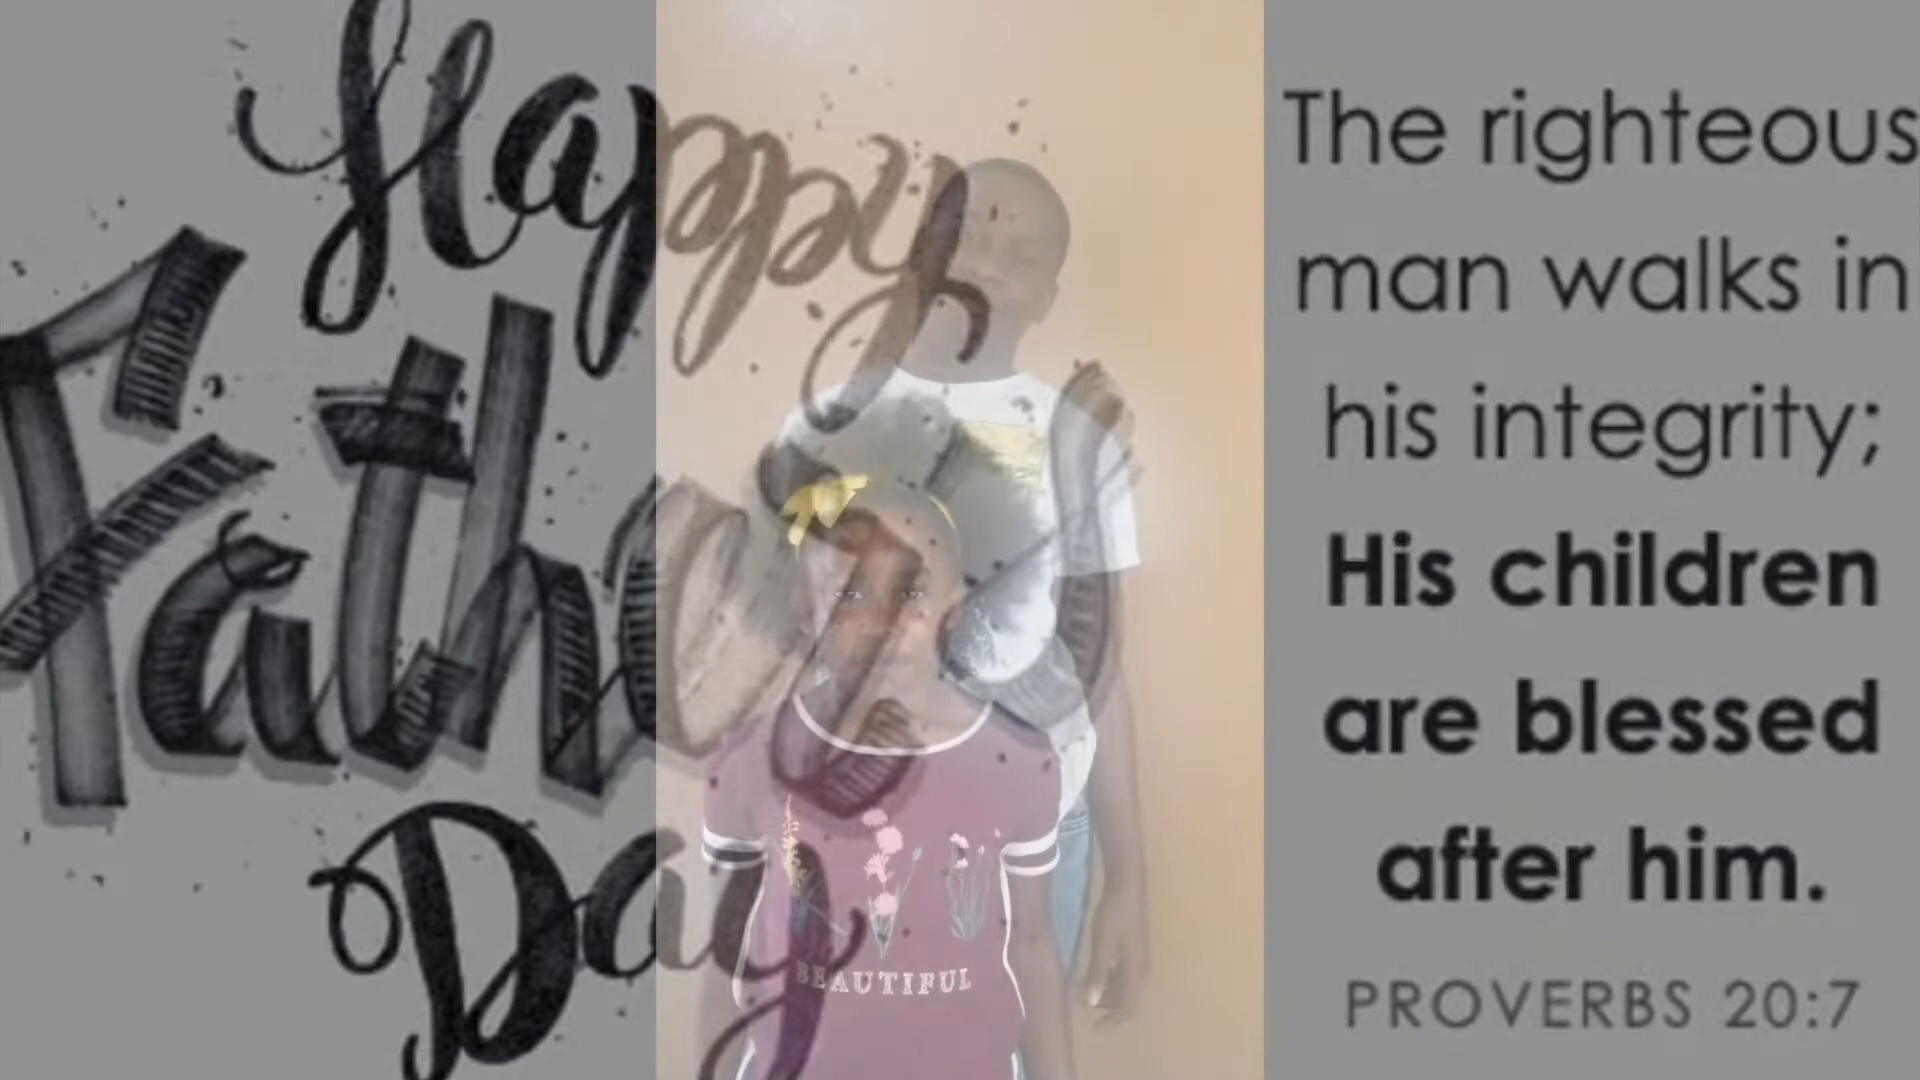 Happy
Father
Day
BEAUTIFUL
The righteous
man walks in
his integrity;
His children
are blessed
after him.
PROVERBS 20:7